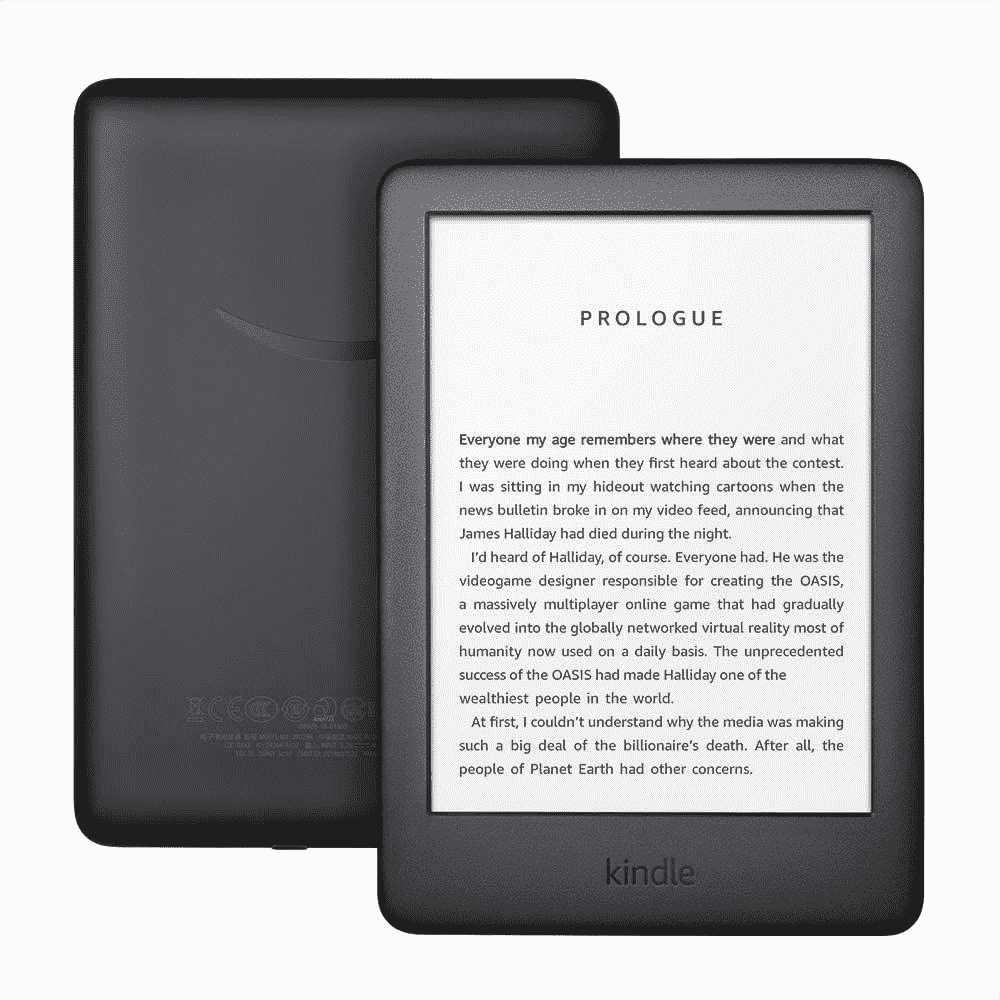 PROLOGUE
Everyone my age remembers where they were and what
they were doing when they first heard about the contest.
I was sitting in my hideout watching cartoons when the
news bulletin broke in on my video feed, announcing that
James Halliday had died during the night.
I'd heard of Halliday, of course. Everyone had. He was the
videogame designer responsible for creating the OASIS,
a massively multiplayer online game that had gradually
evolved into the globally networked virtual reality most of
humanity now used on a daily basis. The unprecedented
success of the OASIS had made Halliday one of the
wealthiest people in the world.
At first, I couldn't understand why the media was making
such a big deal of the billionaire's death. After all, the
people of Planet Earth had other concerns.
kindle